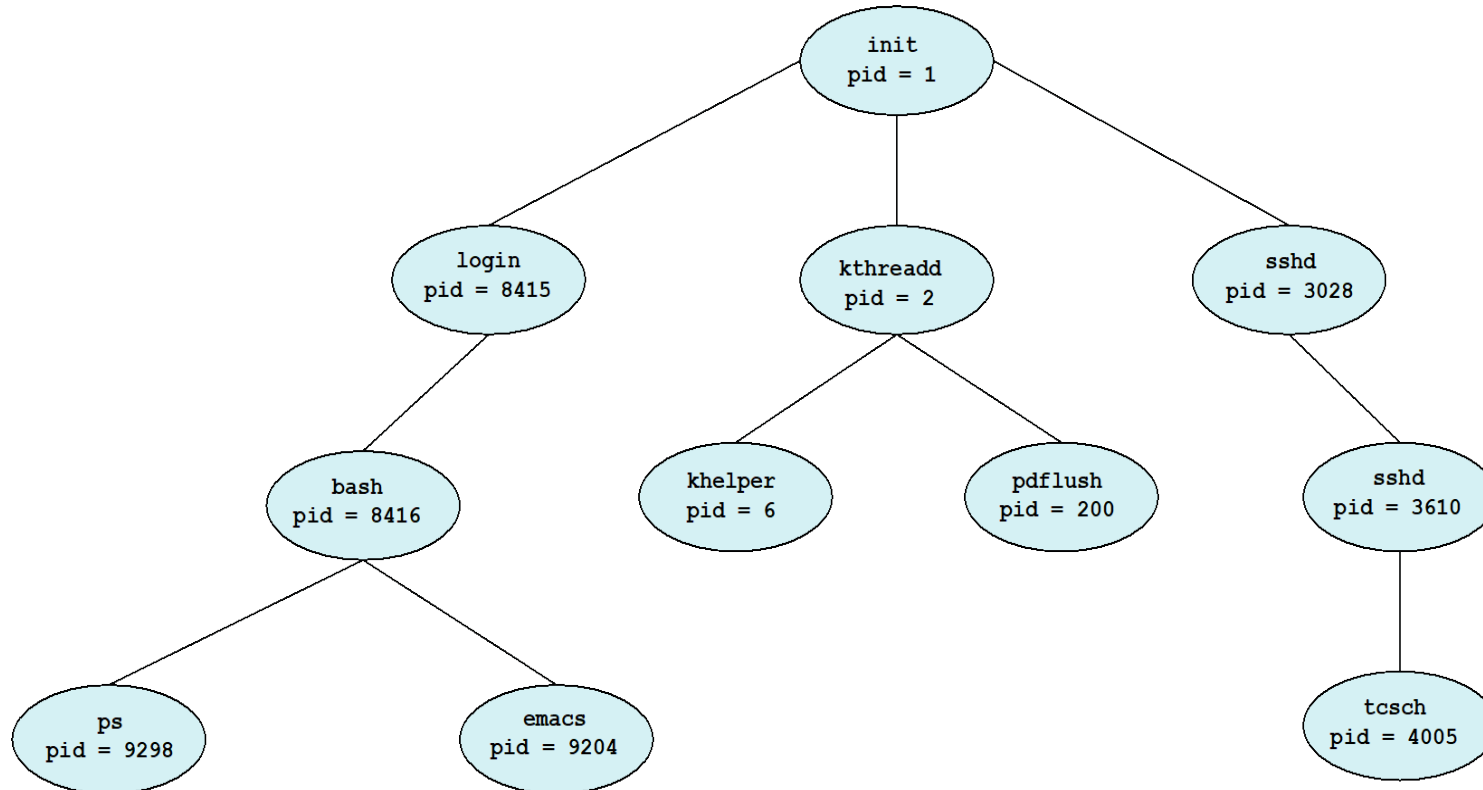 init
pid = 1
login
pid = 8415
kthreadd
pid = 2
sshd
pid = 3028
bash
pid = 8416
khelper
pid = 6
pdflush
pid = 200
sshd
pid = 3610
ps
pid = 9298
emacs
pid = 9204
tcsch
pid = 4005